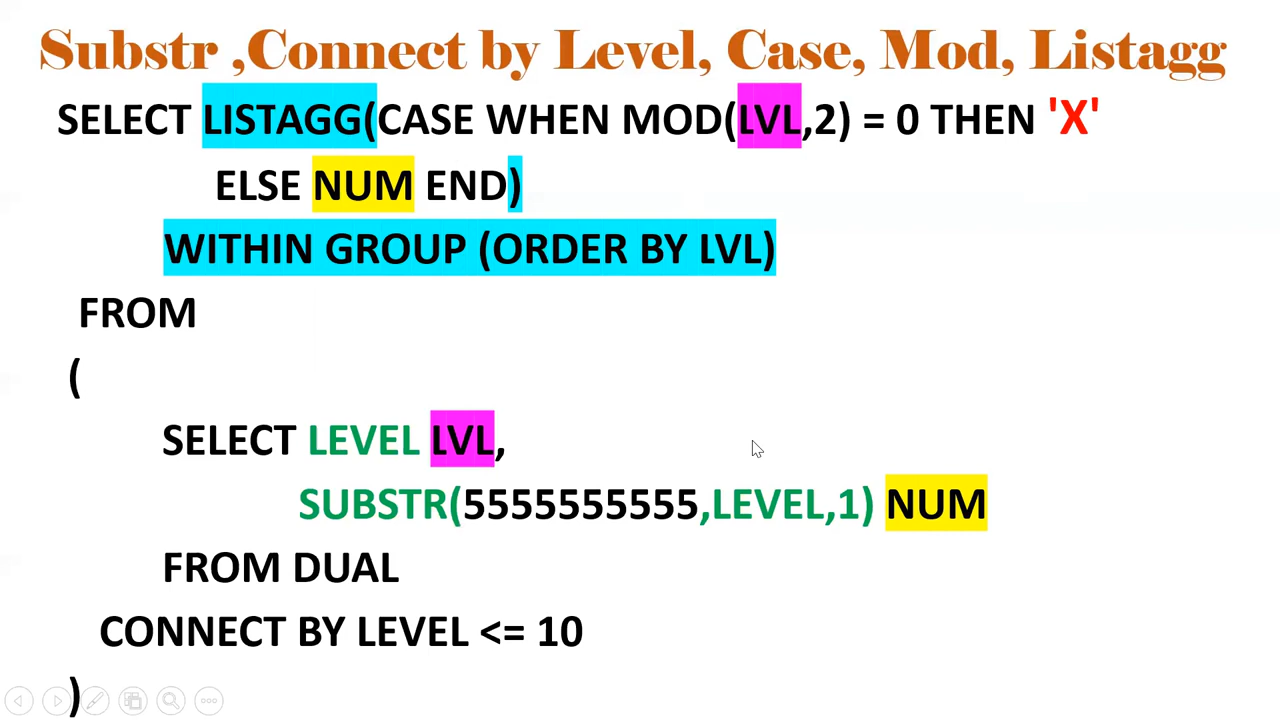 Substr ,Connect by Level, Case, Mod, Listagg
SELECT LISTAGG(CASE WHEN MOD(LVL,2) = 0 THEN 'X'
ELSE NUM END)
WITHIN GROUP (ORDER BY LVL)
FROM
(
SELECT LEVEL LVL,
SUBSTR(5555555555,LEVEL,1) NUM
FROM DUAL
CONNECT BY LEVEL <= 10
)